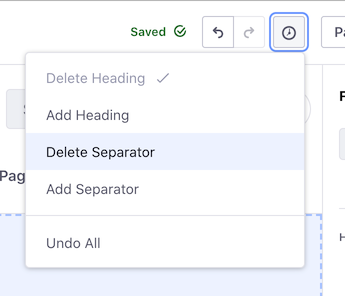 Saved
Pa
Delete Heading
Add Heading
Delete Separator
Add Separator
Undo All
Pag
F
H